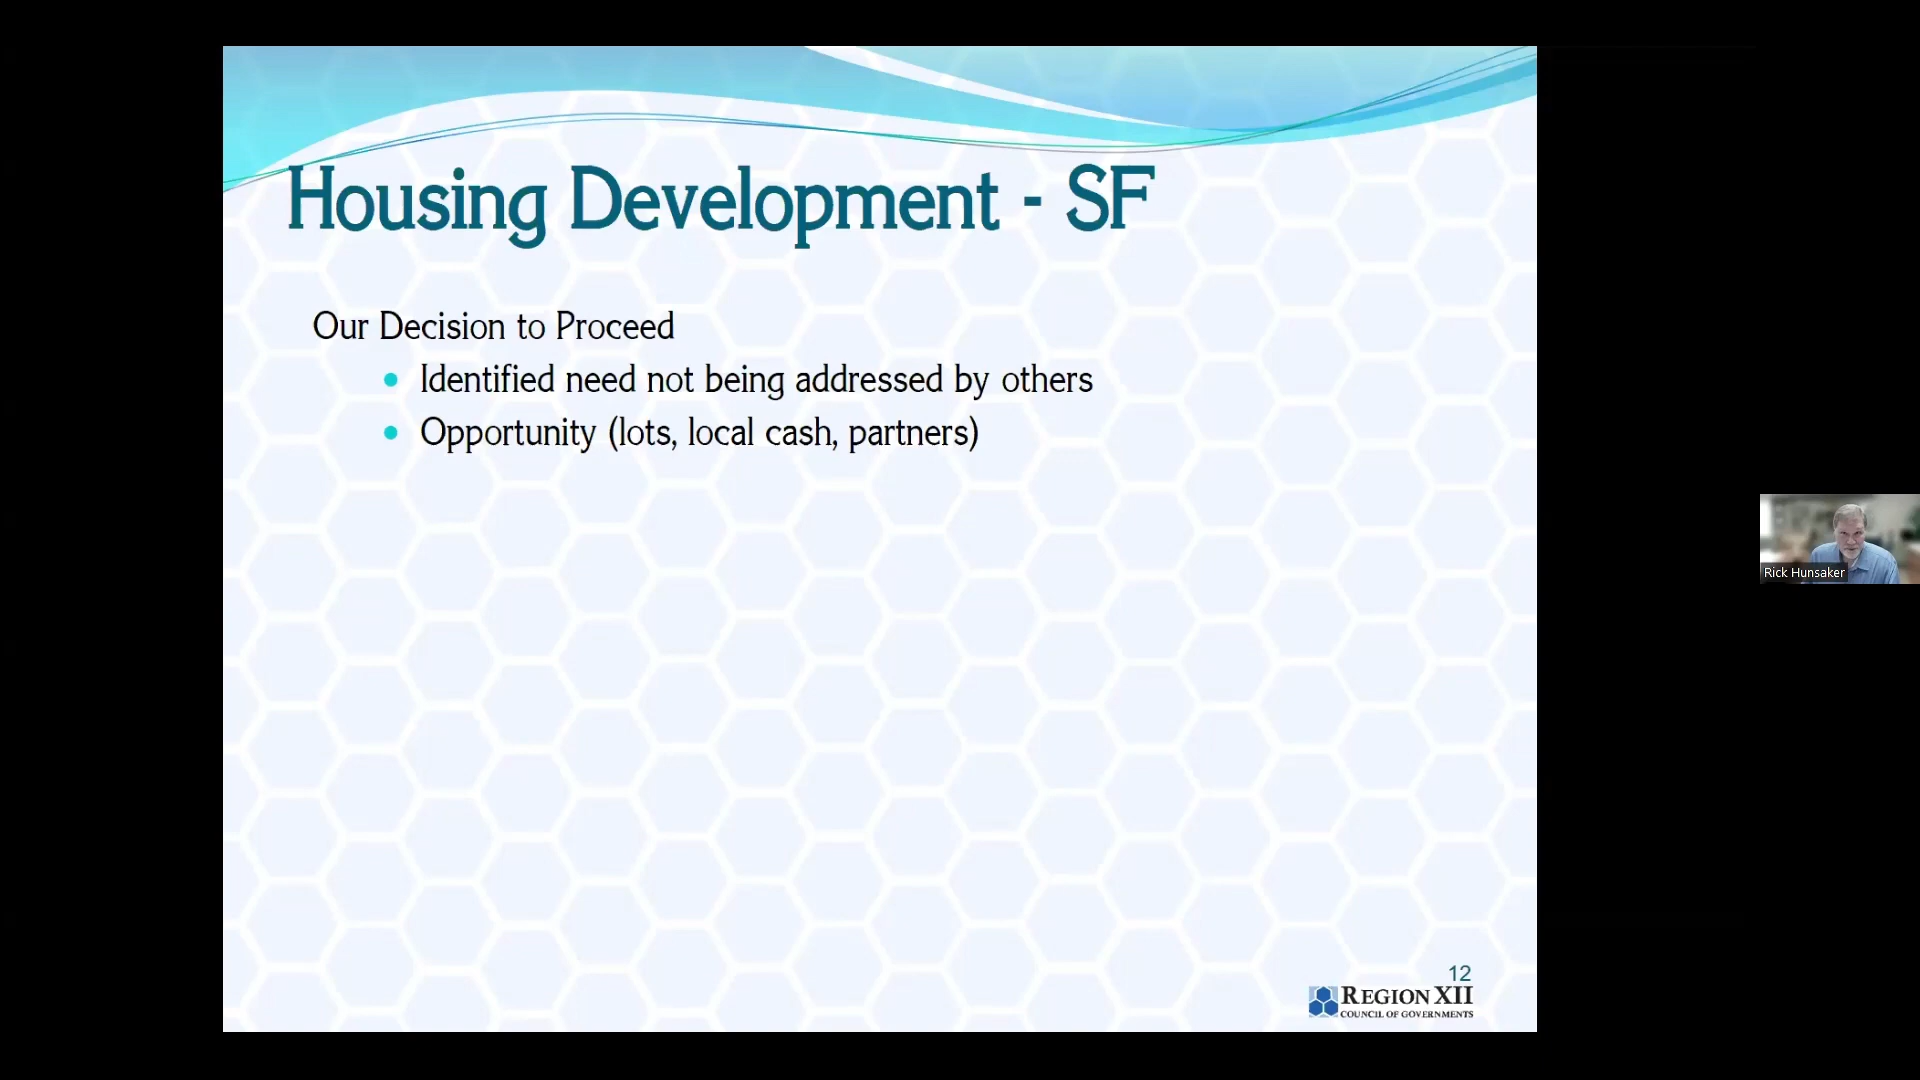 Housing Development - SF
Our Decision to Proceed
Identified need not being addressed by others
Opportunity (lots, local cash, partners)
Rick Hunsaker
12
REGION XII
COUNCIL OF GOVERNMENTS